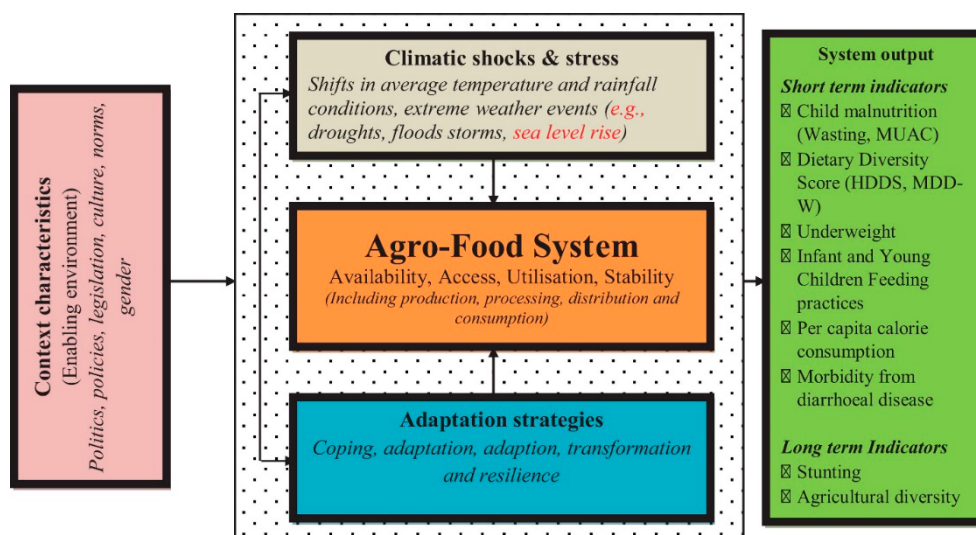 Context characteristics
(Enabling environment)
Politics, policies, legislation, culture, norms,
gender
Climatic shocks & stress
Shifts in average temperature and rainfall
conditions, extreme weather events (e.g.,
droughts, floods storms, sea level rise)
Agro-Food System
Availability, Access, Utilisation, Stability
(Including production, processing, distribution and
consumption)
Adaptation strategies
Coping, adaptation, adaption, transformation
and resilience
System output
Short term indicators
Child malnutrition
(Wasting, MUAC)
Dietary Diversity
Score (HDDS, MDD-
W)
Underweight
Infant and Young
Children Feeding
practices
Per capita calorie
consumption
Morbidity from
diarrhoeal disease
Long term Indicators
Stunting
Agricultural diversity